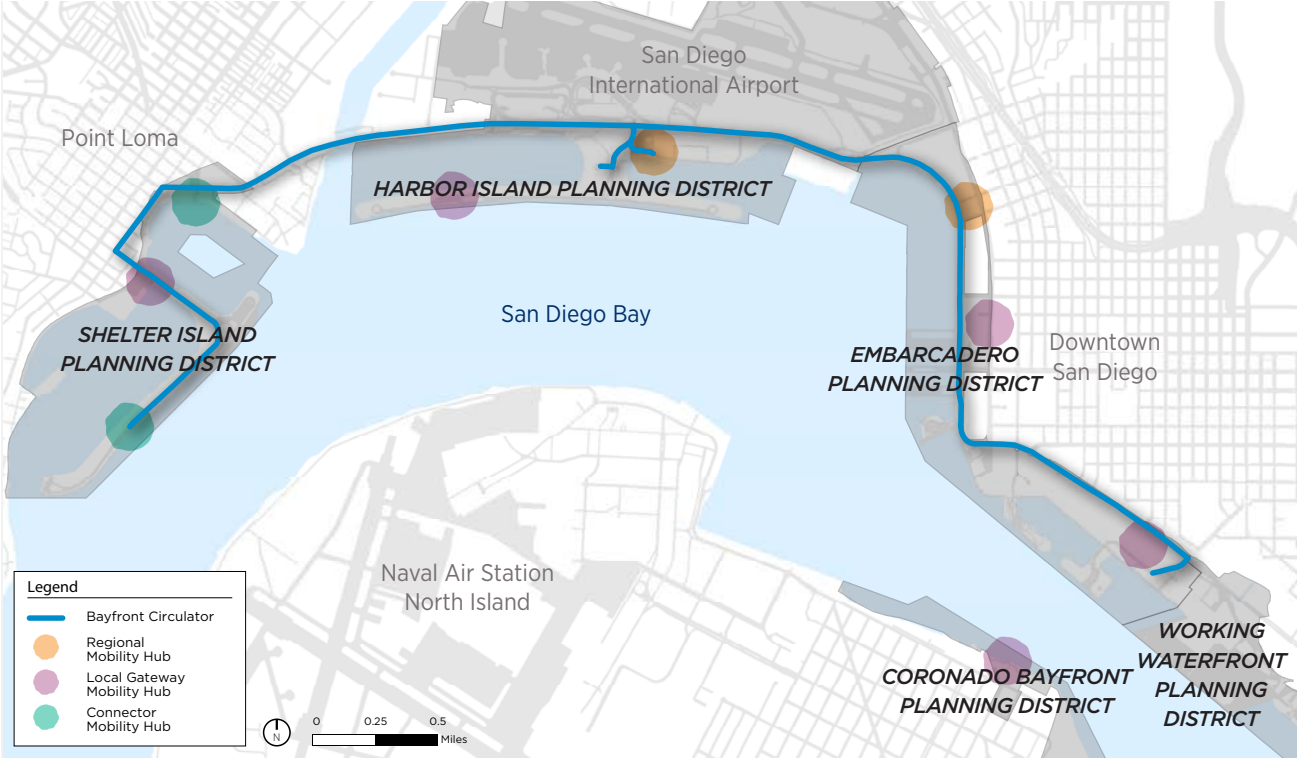 San Diego
International Airport
Point Loma
HARBOR ISLAND PLANNING DISTRICT
San Diego Bay
SHELTER ISLAND
PLANNING DISTRICT
EMBARCADERO
PLANNING DISTRICT
Downtown
San Diego
Naval Air Station
North Island
CORONADO BAYFRONT
PLANNING DISTRICT
WORKING
WATERFRONT
PLANNING
DISTRICT
Legend
Bayfront Circulator
Regional
Mobility Hub
Local Gateway
Mobility Hub
Connector
Mobility Hub
N
0 0.25 0.5
Miles